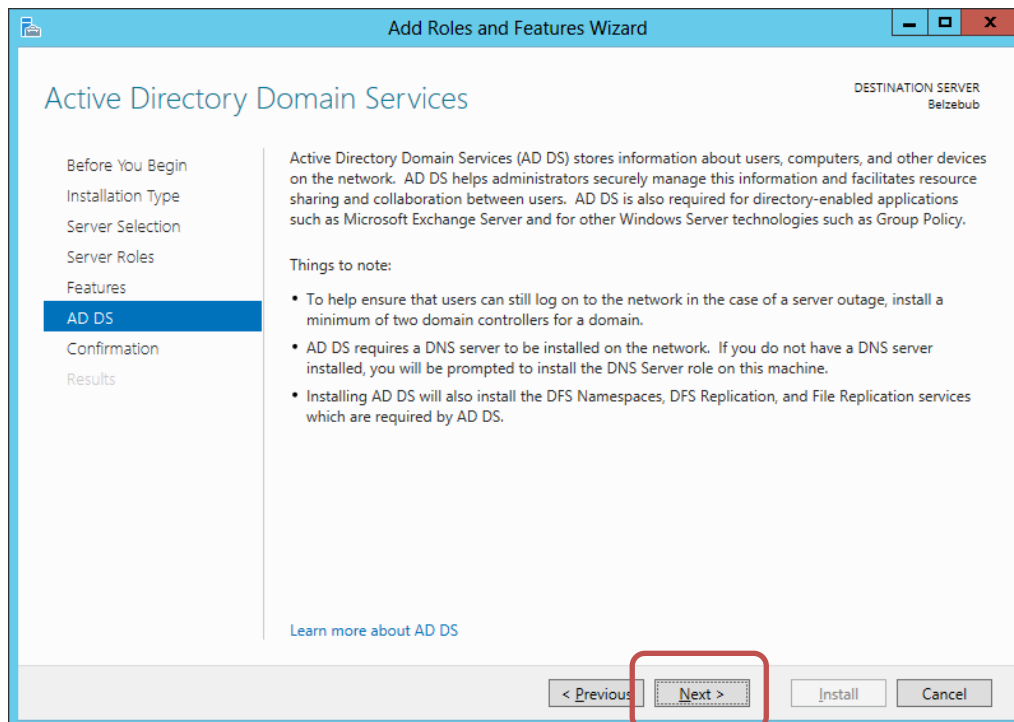 Add Roles and Features Wizard
Active Directory Domain Services
DESTINATION SERVER
Belzebub
Before You Begin
Installation Type
Server Selection
Server Roles
Features
AD DS
Confirmation
Results
Active Directory Domain Services (AD DS) stores information about users, computers, and other devices
on the network. AD DS helps administrators securely manage this information and facilitates resource
sharing and collaboration between users. AD DS is also required for directory-enabled applications
such as Microsoft Exchange Server and for other Windows Server technologies such as Group Policy.
Things to note:
• To help ensure that users can still log on to the network in the case of a server outage, install a
minimum of two domain controllers for a domain.
• AD DS requires a DNS server to be installed on the network. If you do not have a DNS server
installed, you will be prompted to install the DNS Server role on this machine.
• Installing AD DS will also install the DFS Namespaces, DFS Replication, and File Replication services
which are required by AD DS.
Learn more about AD DS
< Previous
Next >
Install
Cancel